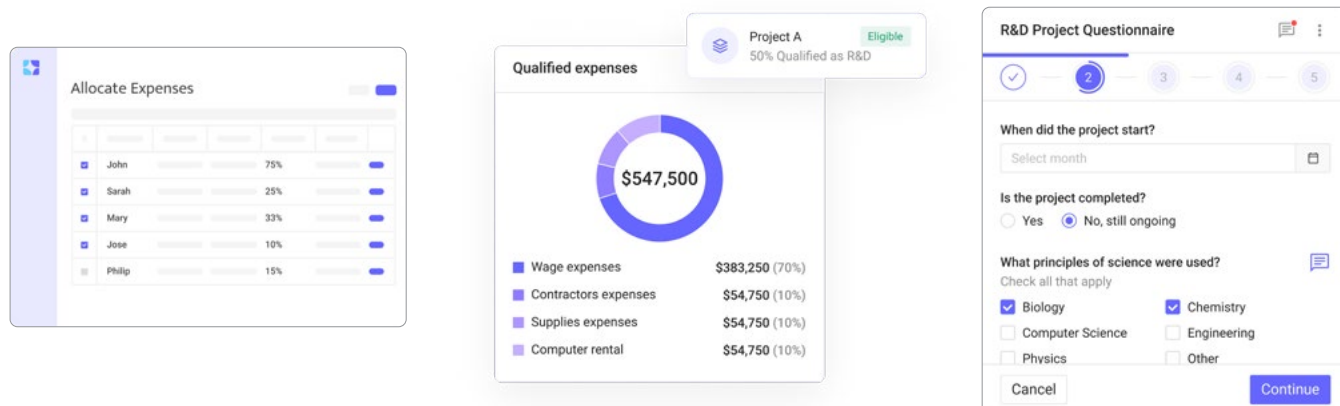 Allocate Expenses
John 75%
Sarah 25%
Mary 33%
Jose 10%
Philip 15%
Project A Eligible
50% Qualified as R&D
Qualified expenses
$547,500
Wage expenses $383,250 (70%)
Contractors expenses $54,750 (10%)
Supplies expenses $54,750 (10%)
Computer rental $54,750 (10%)
R&D Project Questionnaire
2 3 4 5
When did the project start?
Select month
Is the project completed?
Yes No, still ongoing
What principles of science were used?
Check all that apply
Biology Chemistry
Computer Science Engineering
Physics Other
Cancel Continue